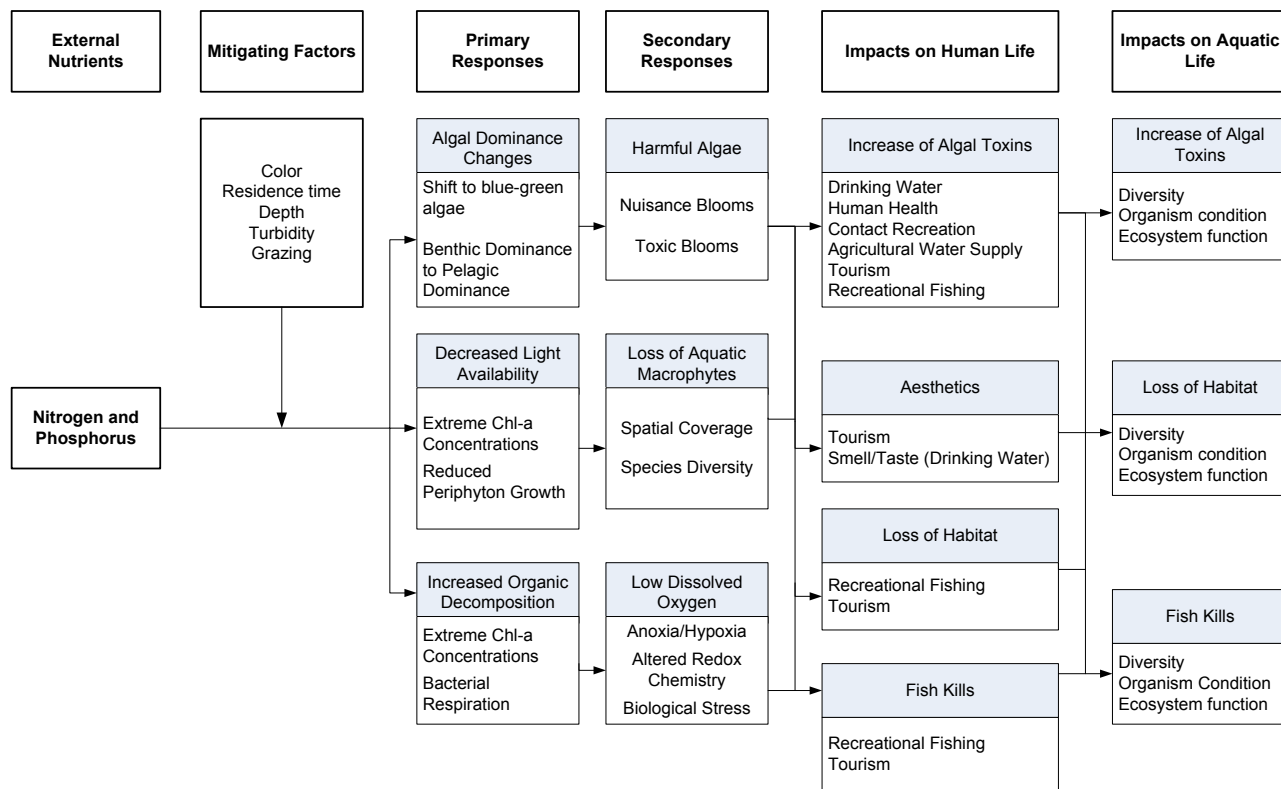 External
Nutrients
Mitigating Factors
Primary
Responses
Secondary
Responses
Impacts on Human Life
Impacts on Aquatic
Life
Nitrogen and
Phosphorus
Color
Residence time
Depth
Turbidity
Grazing
Algal Dominance
Changes
Shift to blue-green
algae
Benthic Dominance
to Pelagic
Dominance
Decreased Light
Availability
Extreme Chl-a
Concentrations
Reduced
Periphyton Growth
Increased Organic
Decomposition
Extreme Chl-a
Concentrations
Bacterial
Respiration
Harmful Algae
Nuisance Blooms
Toxic Blooms
Loss of Aquatic
Macrophytes
Spatial Coverage
Species Diversity
Low Dissolved
Oxygen
Anoxia/Hypoxia
Altered Redox
Chemistry
Biological Stress
Increase of Algal Toxins
Drinking Water
Human Health
Contact Recreation
Agricultural Water Supply
Tourism
Recreational Fishing
Aesthetics
Tourism
Smell/Taste (Drinking Water)
Loss of Habitat
Recreational Fishing
Tourism
Fish Kills
Recreational Fishing
Tourism
Increase of Algal
Toxins
Diversity
Organism condition
Ecosystem function
Loss of Habitat
Diversity
Organism condition
Ecosystem function
Fish Kills
Diversity
Organism Condition
Ecosystem function